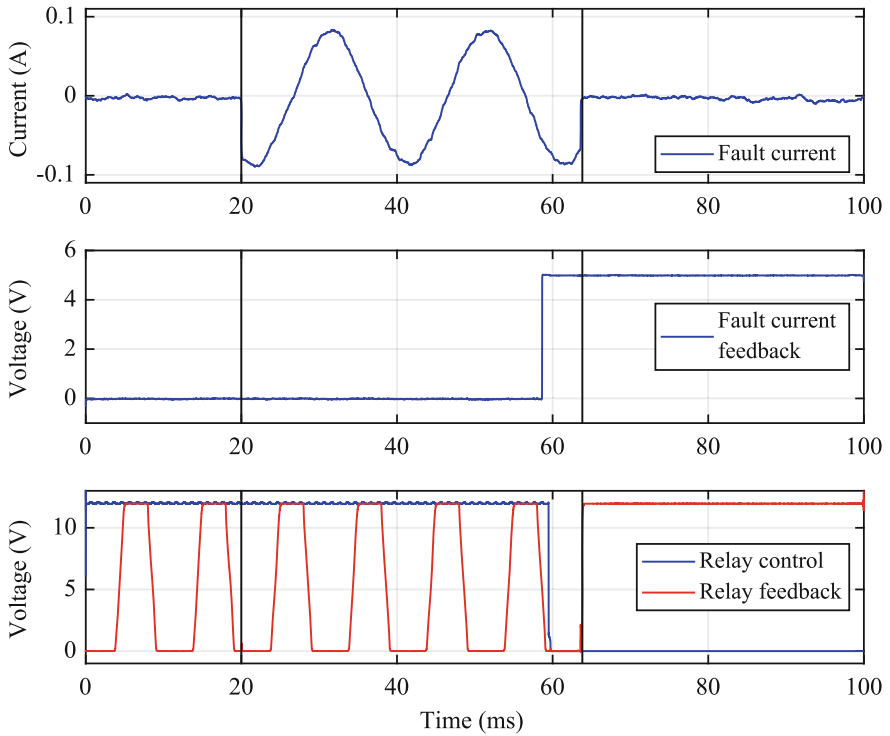 0.1
0
-0.1
Current (A)
Fault current
0 20 40 60 80 100
6
4
2
0
Voltage (V)
Fault current
feedback
0 20 40 60 80 100
10
5
0
Voltage (V)
Relay control
Relay feedback
0 20 40 60 80 100
Time (ms)